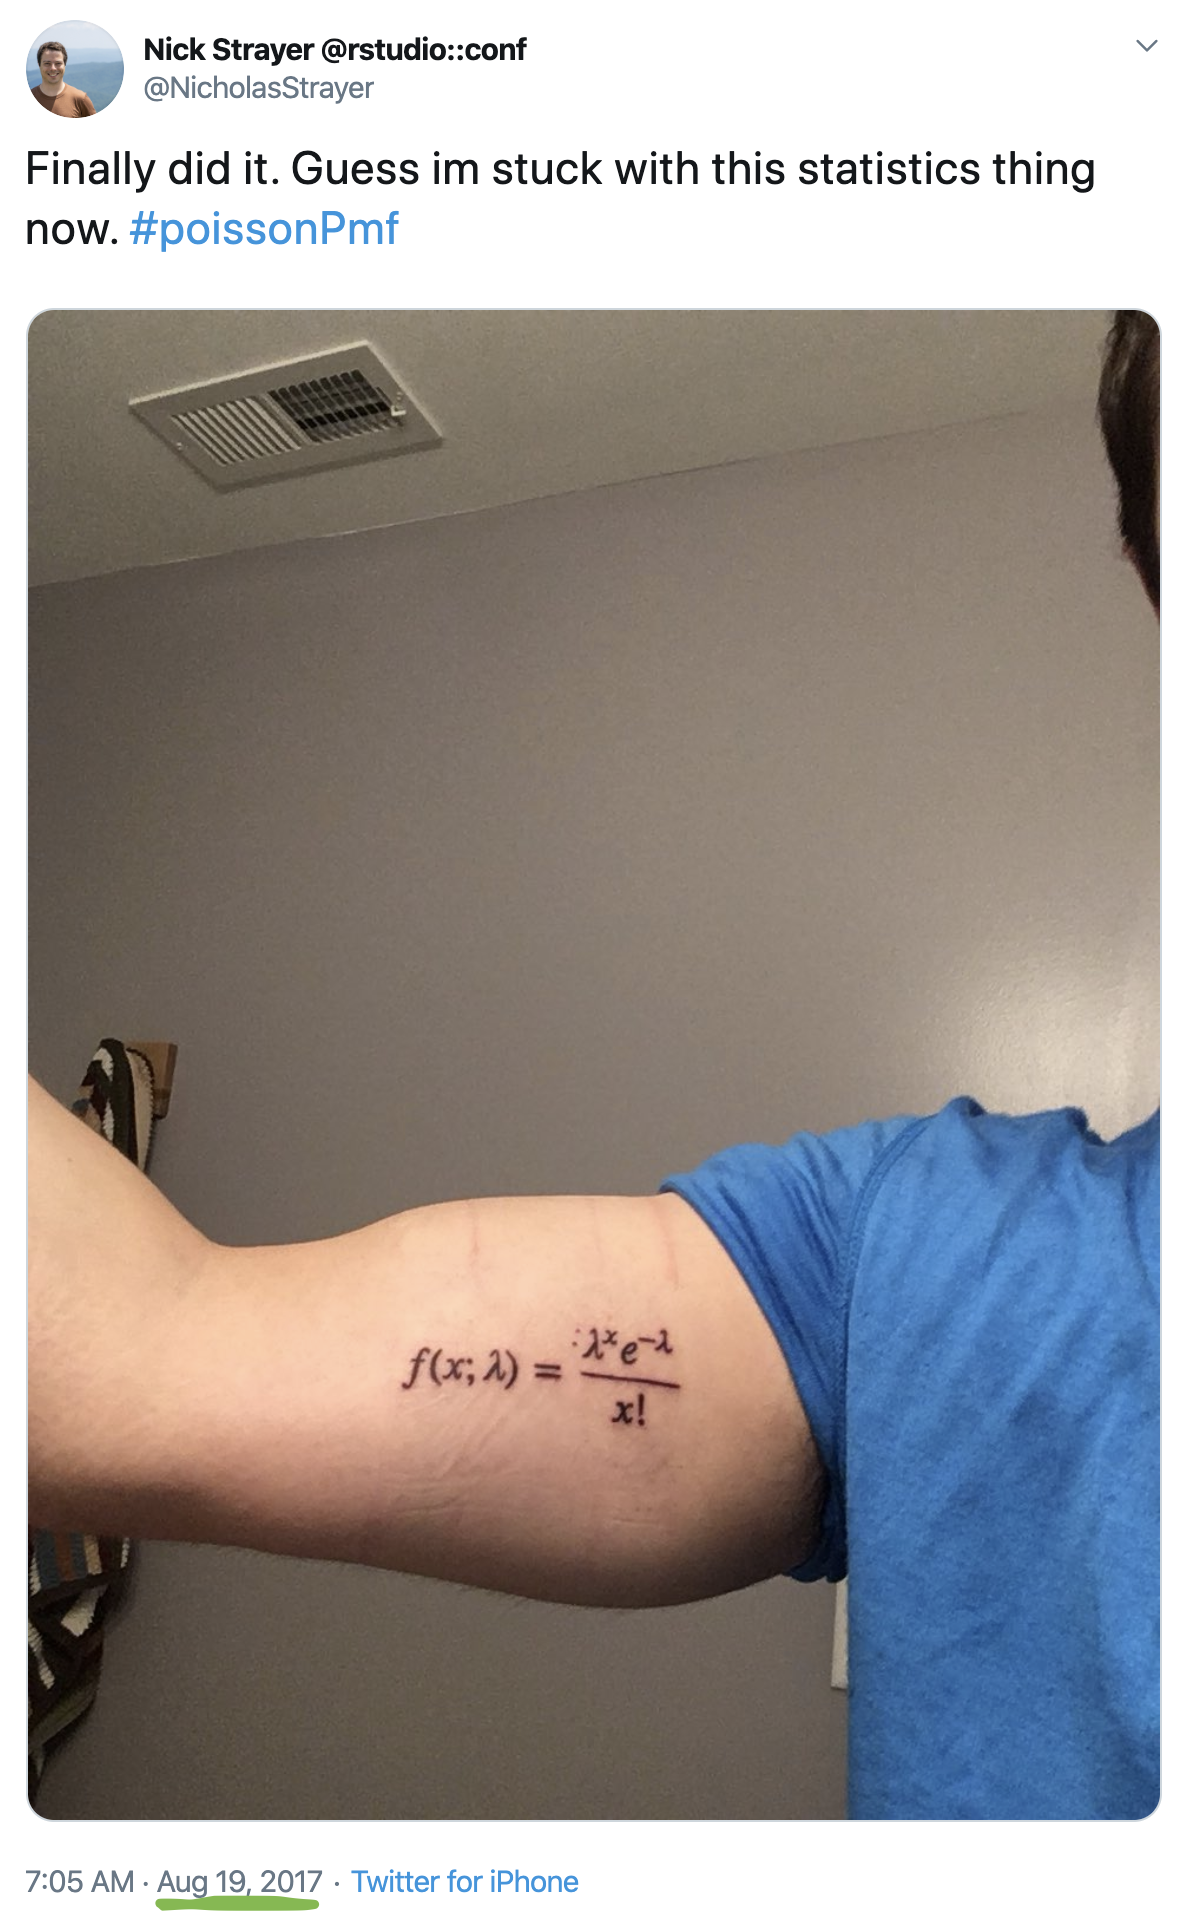 Nick Strayer @rstudio::conf
@NicholasStrayer
Finally did it. Guess im stuck with this statistics thing
now. #poissonPmf
f(x; λ) = λˣe⁻λ / x!
7:05 AM · Aug 19, 2017 · Twitter for iPhone